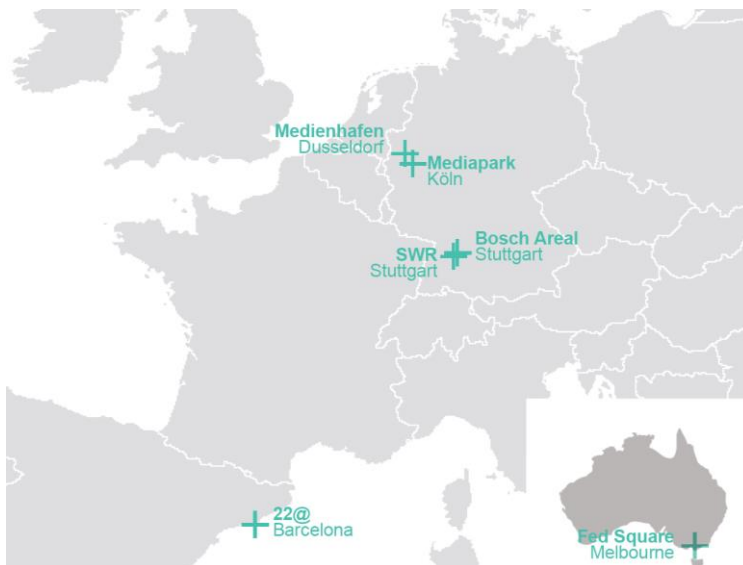 Medienhafen
Dusseldorf
Mediapark
Köln
Bosch Areal
Stuttgart
SWR
Stuttgart
22@
Barcelona
Fed Square
Melbourne